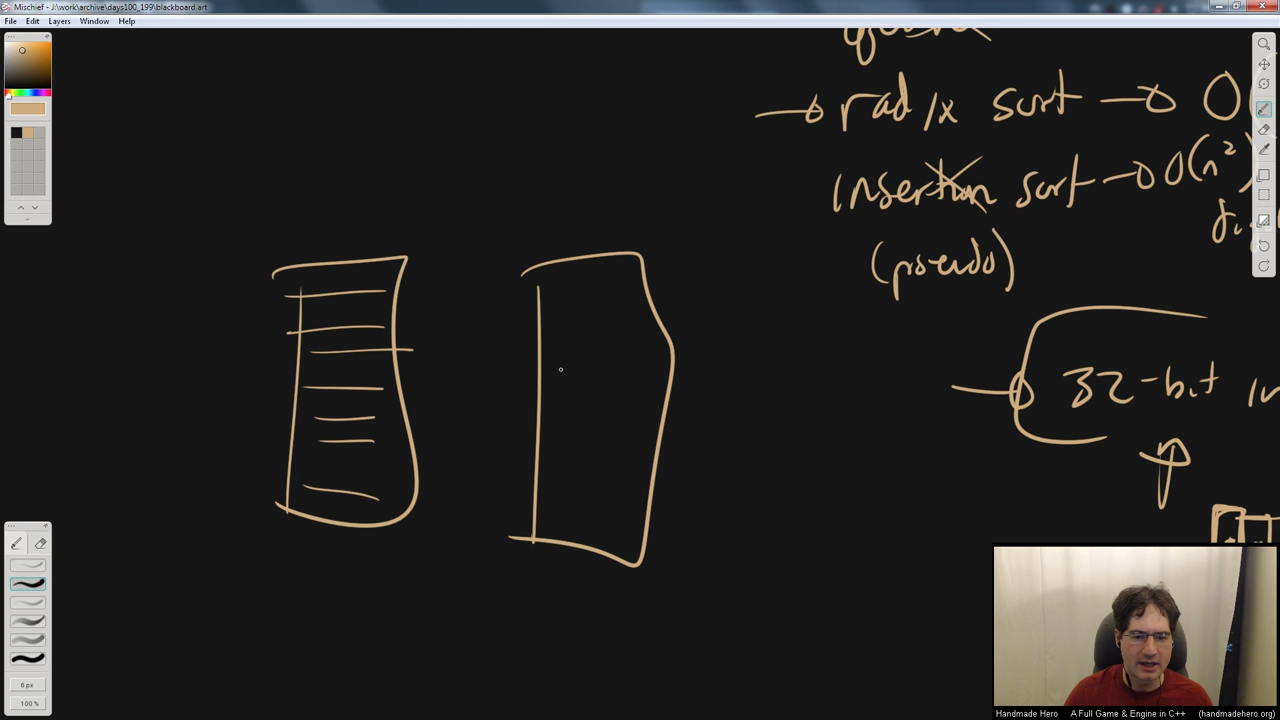 Mischief - J:\work\archive\days100_199\blackboard.art
File Edit Layers Window Help
radix sort O(
insertion sort O(n²)
(pseudo)
32-bit in
6 px
100 %
Handmade Hero A Full Game & Engine in C++ (handmadehero.org)